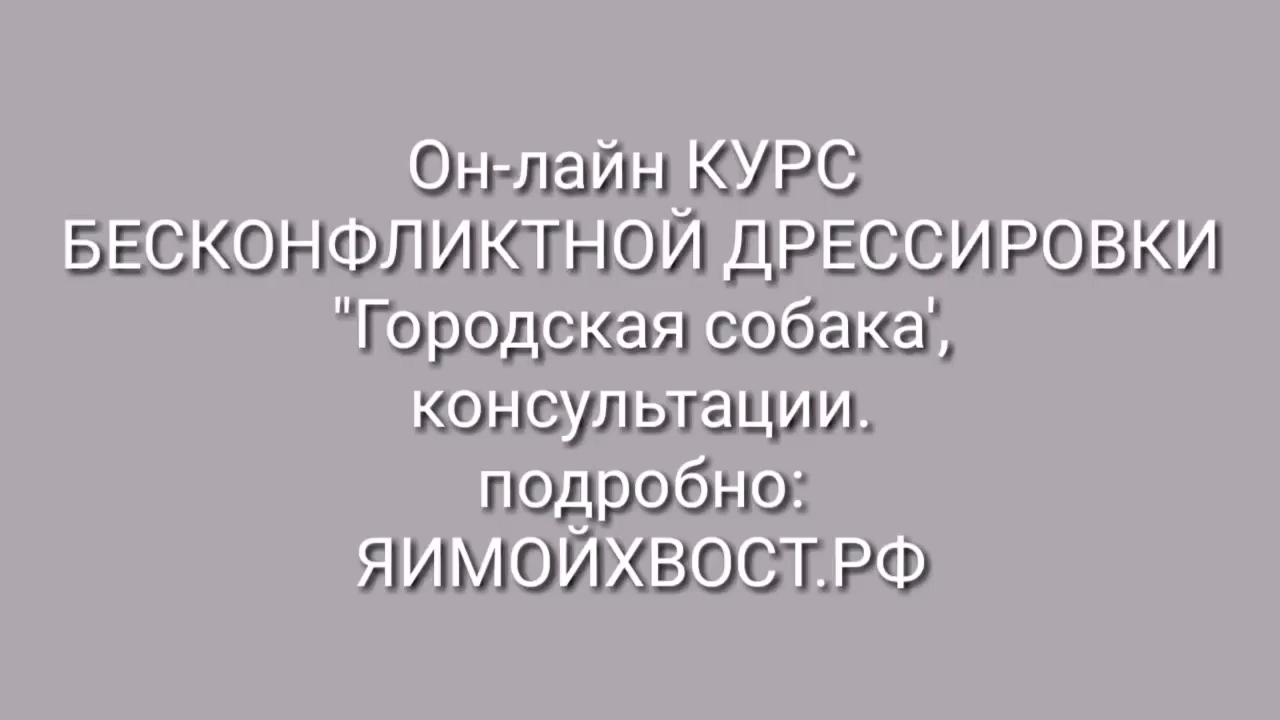 Он-лайн КУРС
БЕСКОНФЛИКТНОЙ ДРЕССИРОВКИ
"Городская собака',
консультации.
подробно:
ЯИМОЙХВОСТ.РФ